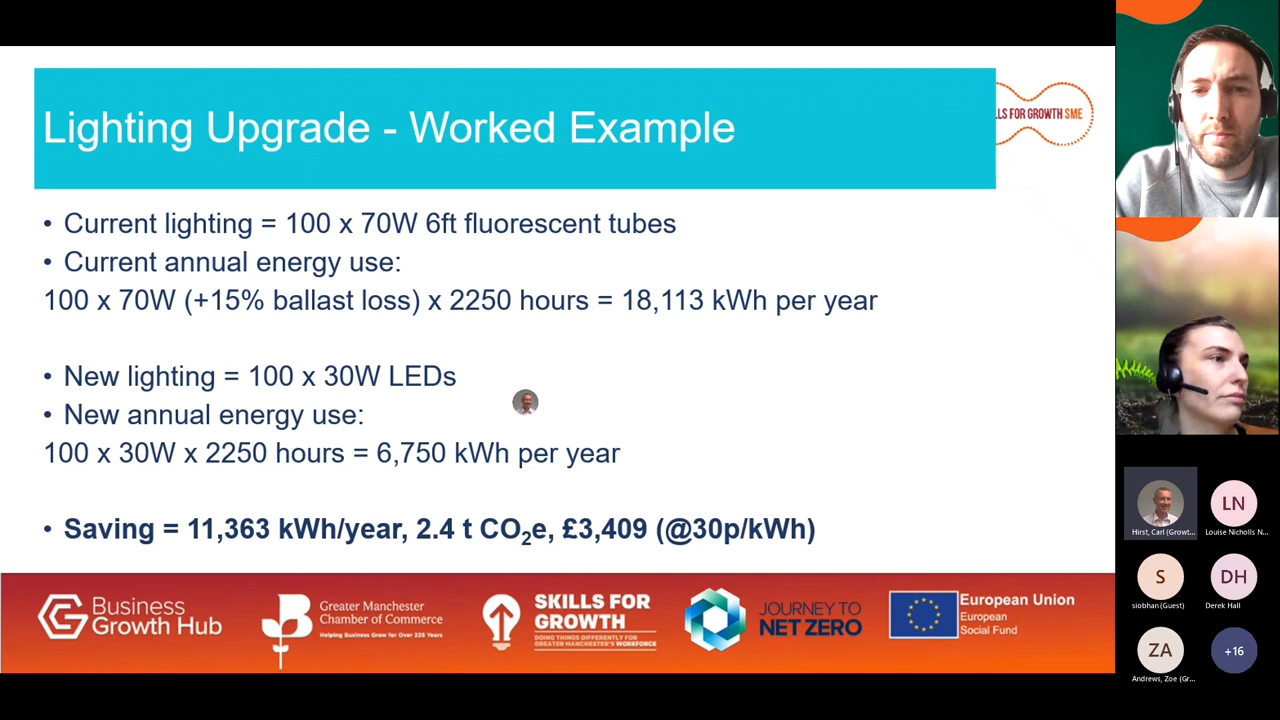 Lighting Upgrade - Worked Example
LLS FOR GROWTH SME
• Current lighting = 100 x 70W 6ft fluorescent tubes
• Current annual energy use:
100 x 70W (+15% ballast loss) x 2250 hours = 18,113 kWh per year
• New lighting = 100 x 30W LEDs
• New annual energy use:
100 x 30W x 2250 hours = 6,750 kWh per year
• Saving = 11,363 kWh/year, 2.4 t CO₂e, £3,409 (@30p/kWh)
Business
Growth Hub
Greater Manchester
Chamber of Commerce
Helping Business Grow for Over 225 Years
SKILLS FOR
GROWTH
DOING THINGS DIFFERENTLY FOR
GREATER MANCHESTER'S WORKFORCE
JOURNEY TO
NET ZERO
European Union
European
Social Fund
Hirst, Carl (Growt...
LN
Louise Nicholls N...
S
siobhan (Guest)
DH
Derek Hall
ZA
Andrews, Zoe (Gr...
+16